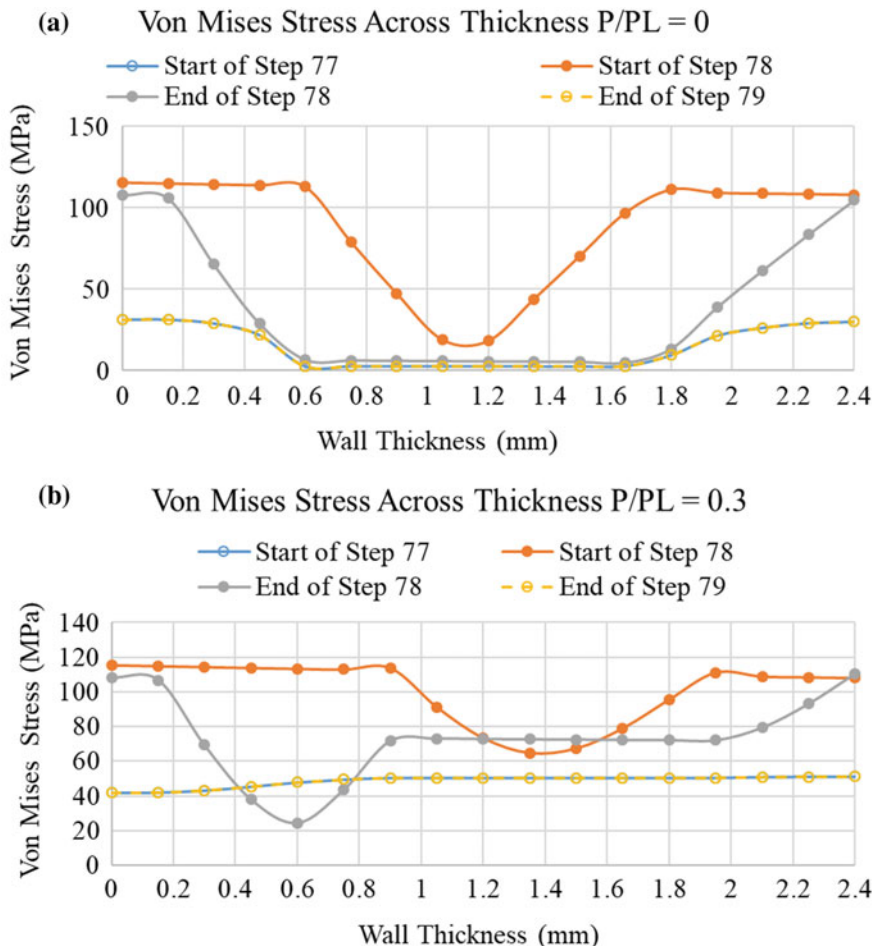 (a) Von Mises Stress Across Thickness P/PL = 0
Start of Step 77 Start of Step 78
End of Step 78 End of Step 79
Von Mises Stress (MPa)
150
100
50
0
0 0.2 0.4 0.6 0.8 1 1.2 1.4 1.6 1.8 2 2.2 2.4
Wall Thickness (mm)
(b) Von Mises Stress Across Thickness P/PL = 0.3
Start of Step 77 Start of Step 78
End of Step 78 End of Step 79
Von Mises Stress (MPa)
140
120
100
80
60
40
20
0
0 0.2 0.4 0.6 0.8 1 1.2 1.4 1.6 1.8 2 2.2 2.4
Wall Thickness (mm)